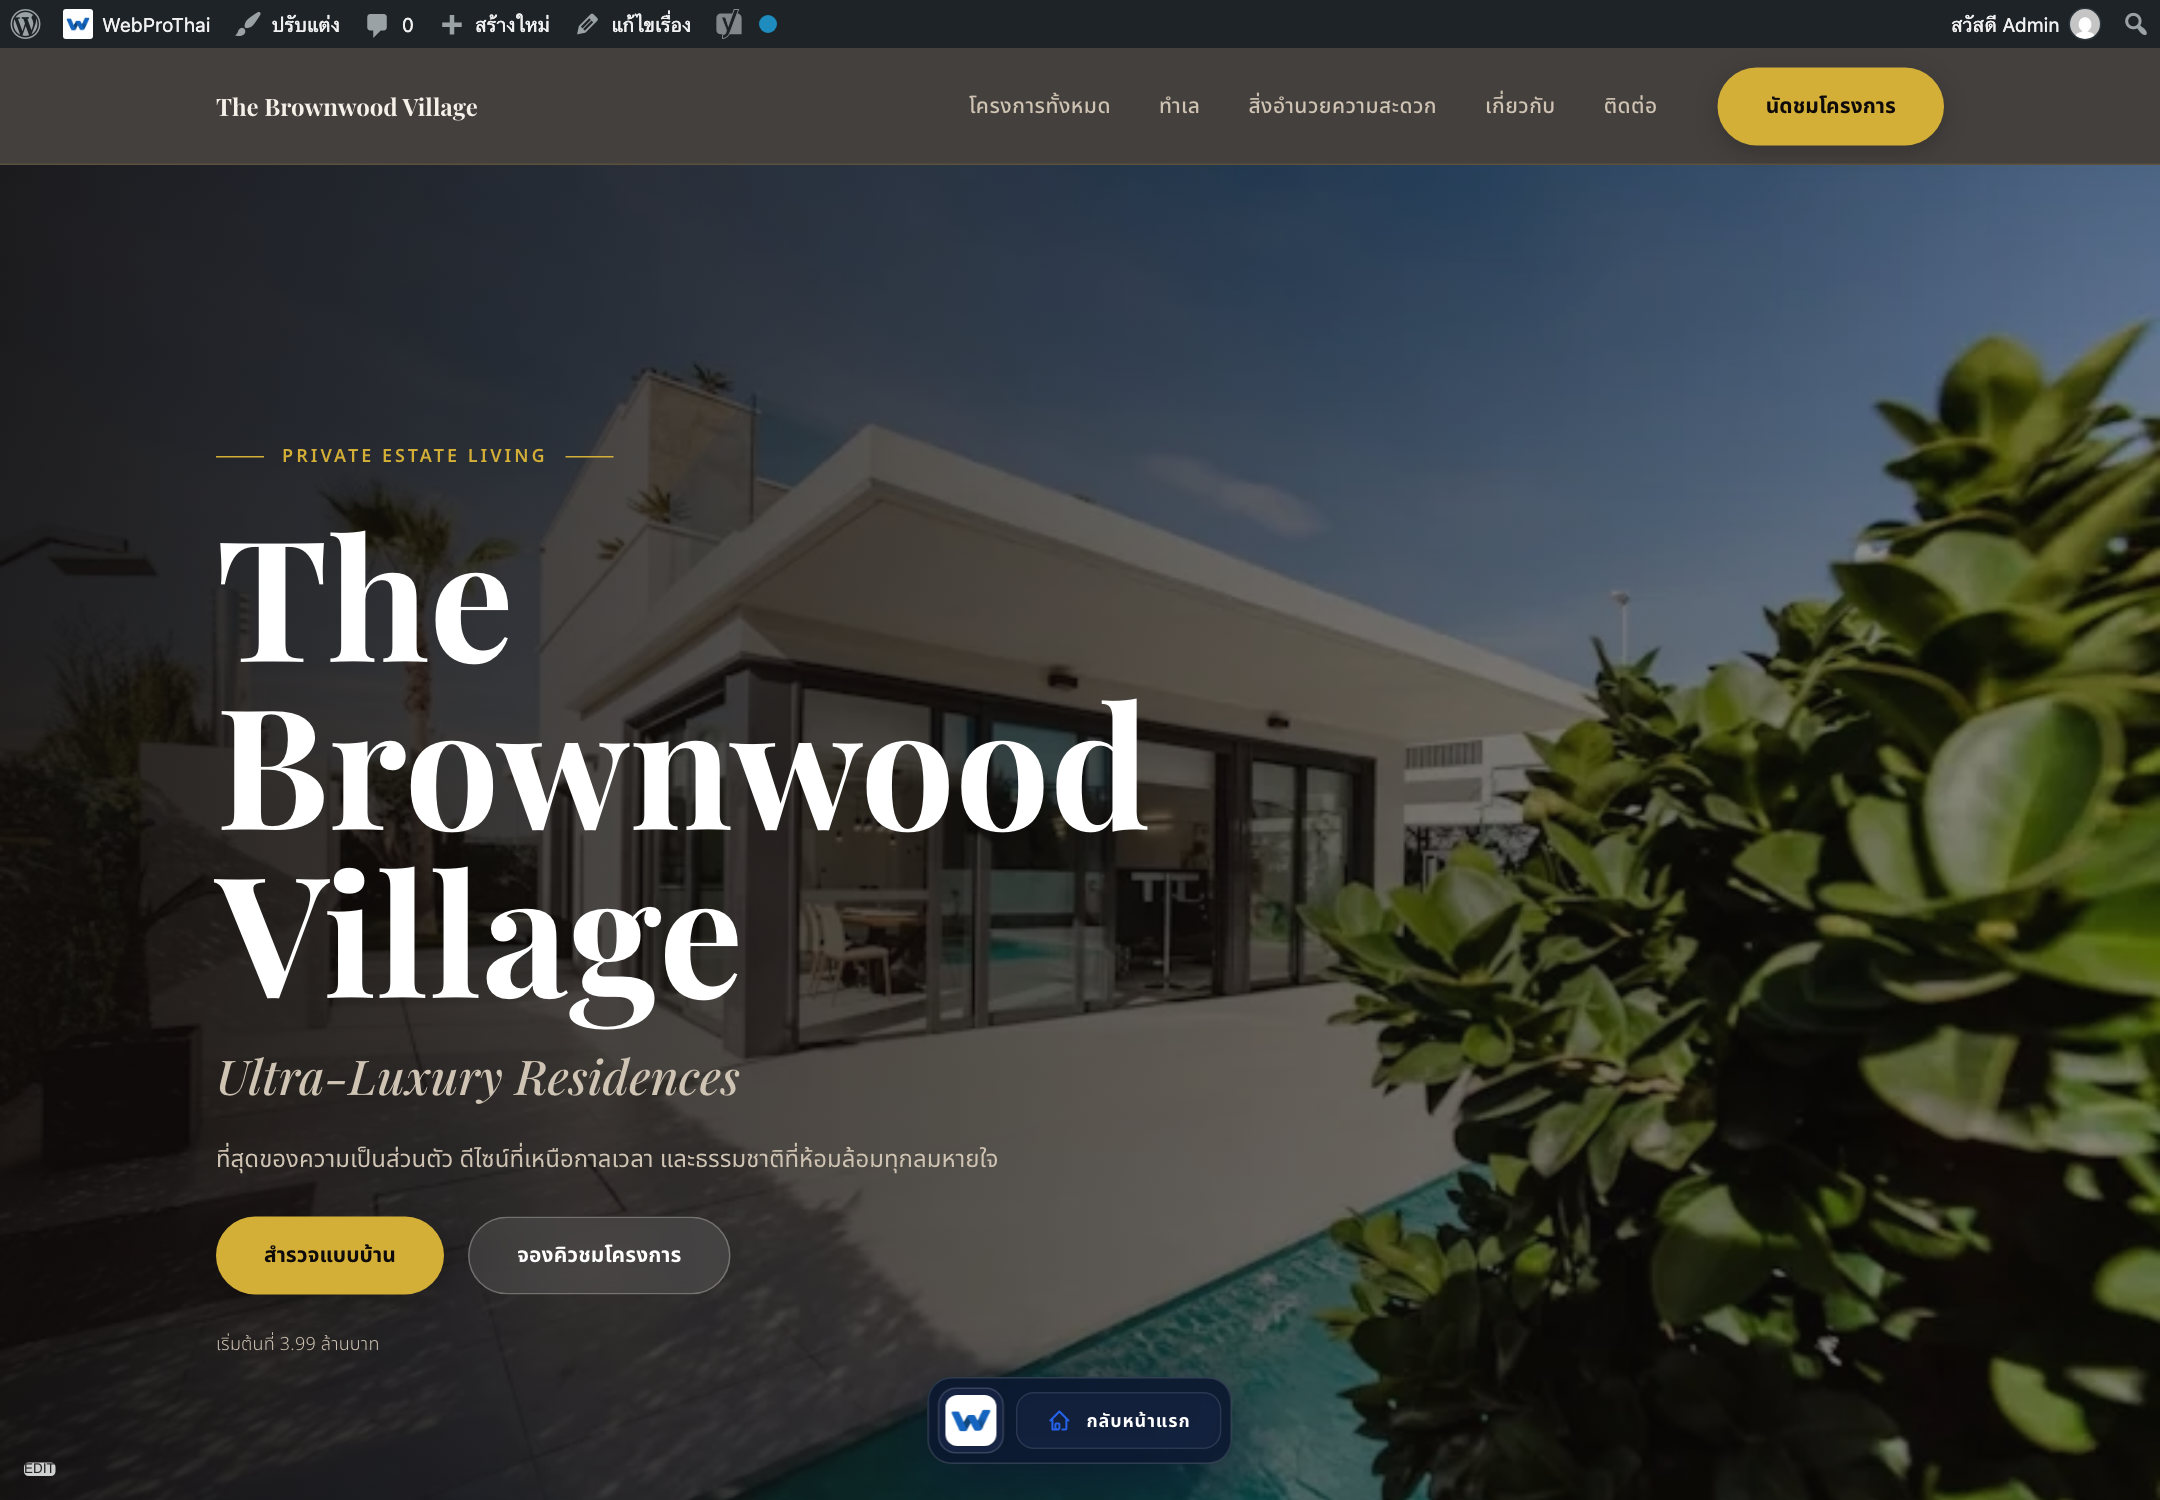 WebProThai ปรับแต่ง 0 สร้างใหม่ แก้ไขเรื่อง สวัสดี Admin
The Brownwood Village โครงการทั้งหมด ทำเล สิ่งอำนวยความสะดวก เกี่ยวกับ ติดต่อ นัดชมโครงการ
PRIVATE ESTATE LIVING
The
Brownwood
Village
Ultra-Luxury Residences
ที่สุดของความเป็นส่วนตัว ดีไซน์ที่เหนือกาลเวลา และธรรมชาติที่ห้อมล้อมทุกลมหายใจ
สำรวจแบบบ้าน จองคิวชมโครงการ
เริ่มต้นที่ 3.99 ล้านบาท
กลับหน้าแรก
EDIT